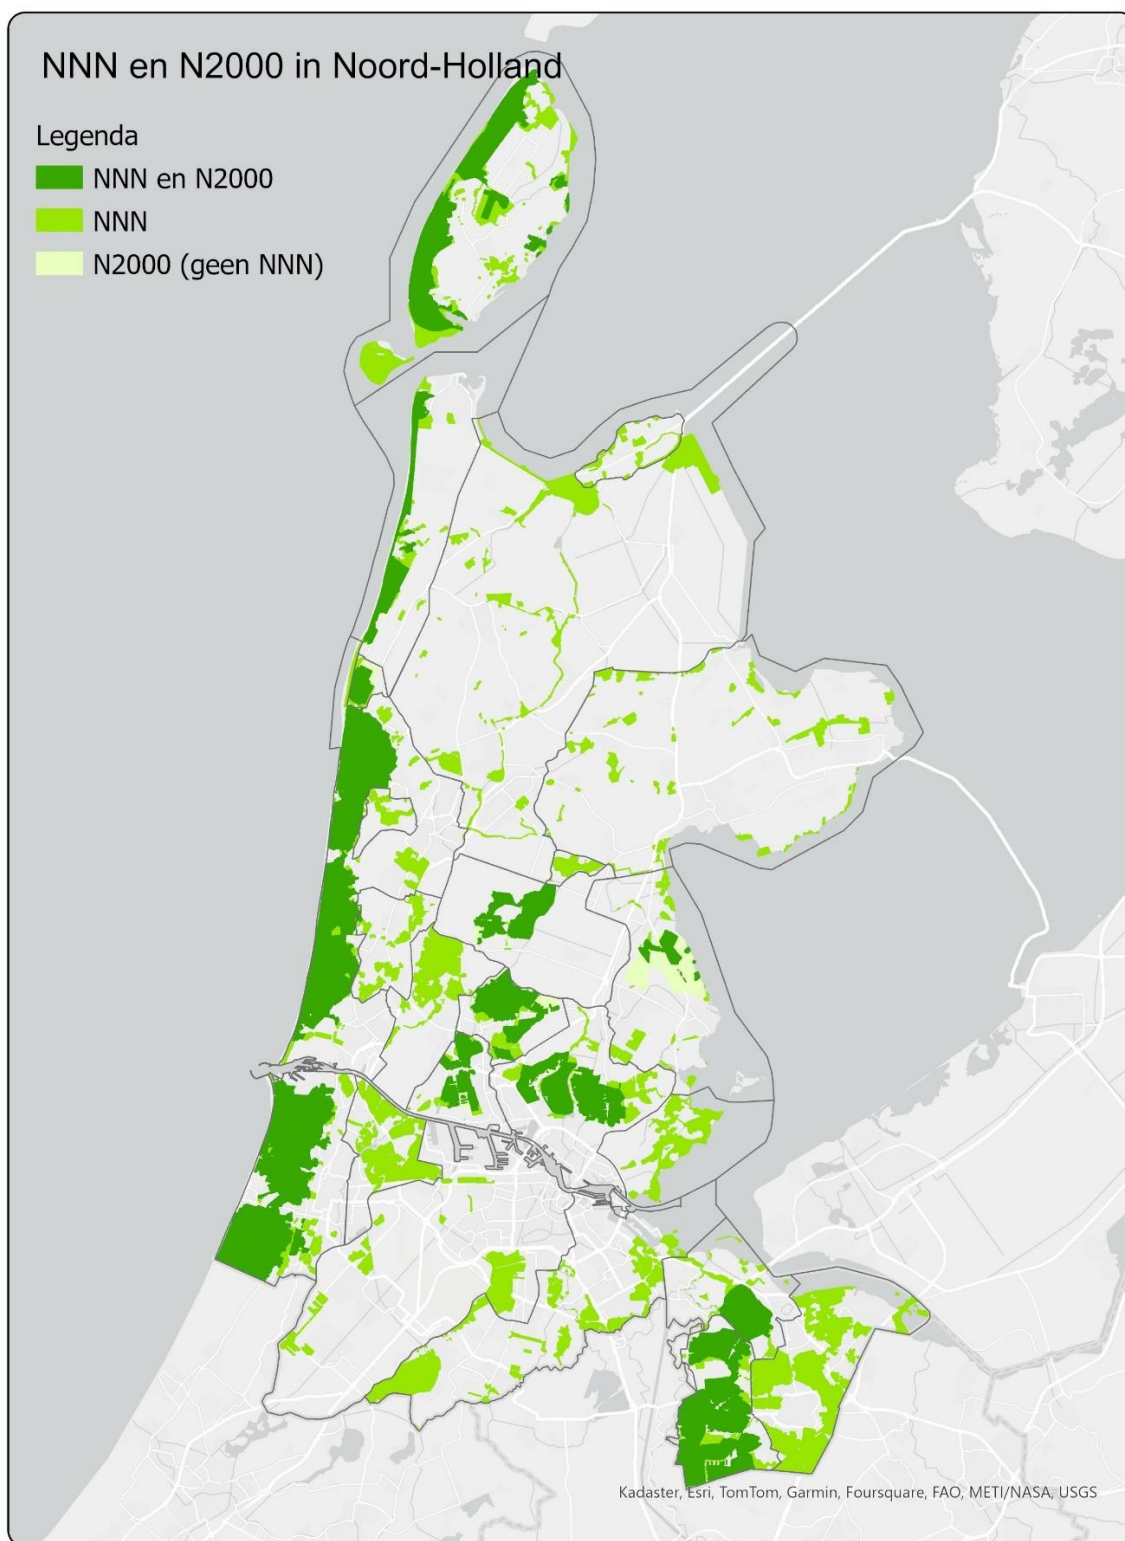 NNN en N2000 in Noord-Holland
Legenda
NNN en N2000
NNN
N2000 (geen NNN)
Kadaster, Esri, TomTom, Garmin, Foursquare, FAO, METI/NASA, USGS